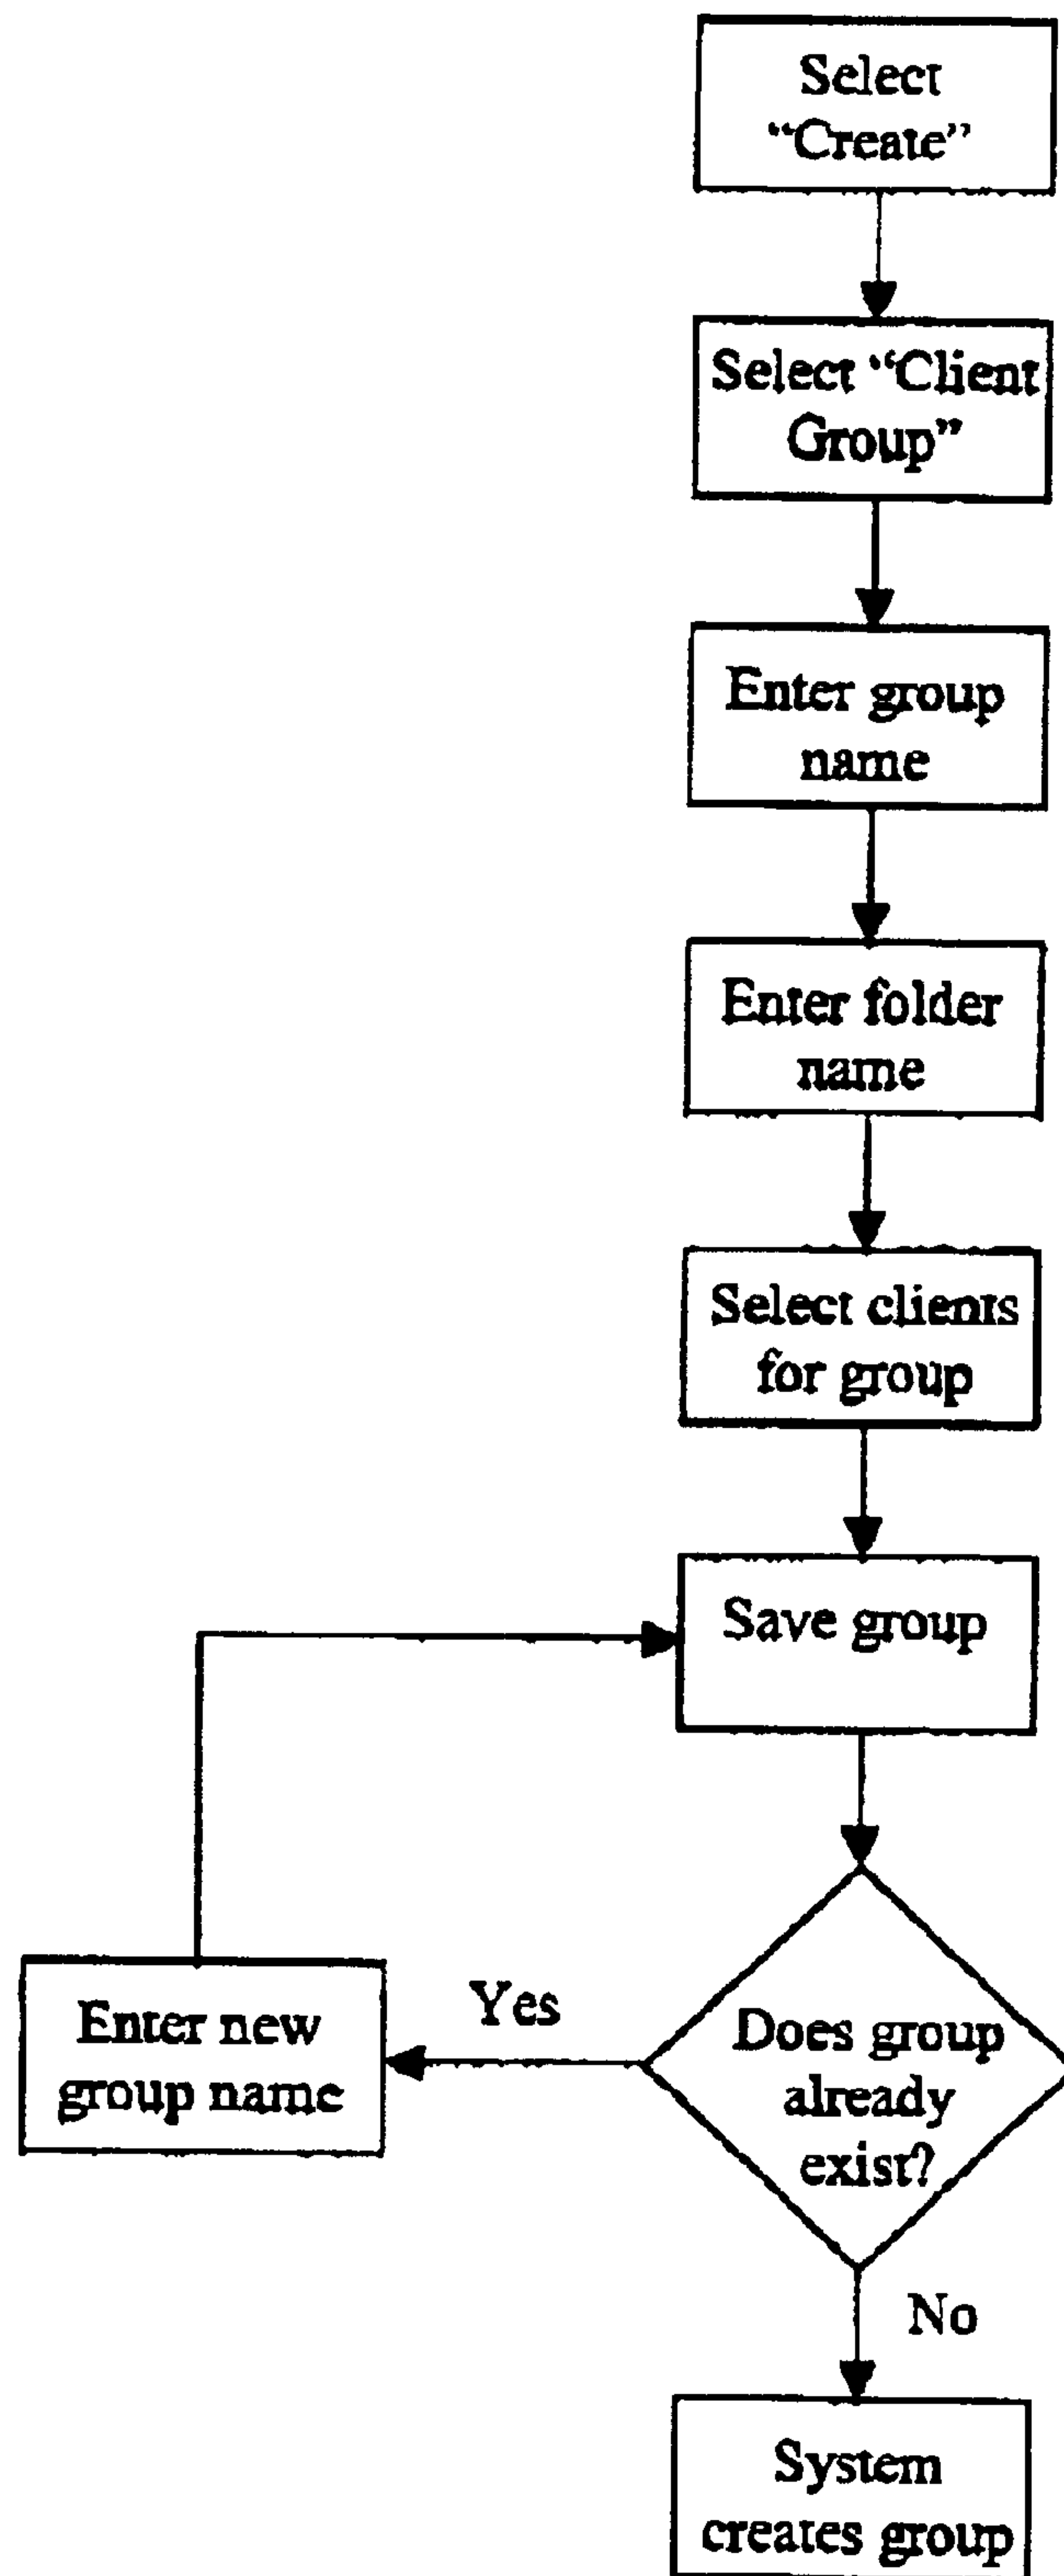 Select
“Create”
Select “Client
Group”
Enter group
name
Enter folder
name
Select clients
for group
Save group
Yes
Enter new
group name
Does group
already
exist?
No
System
creates group